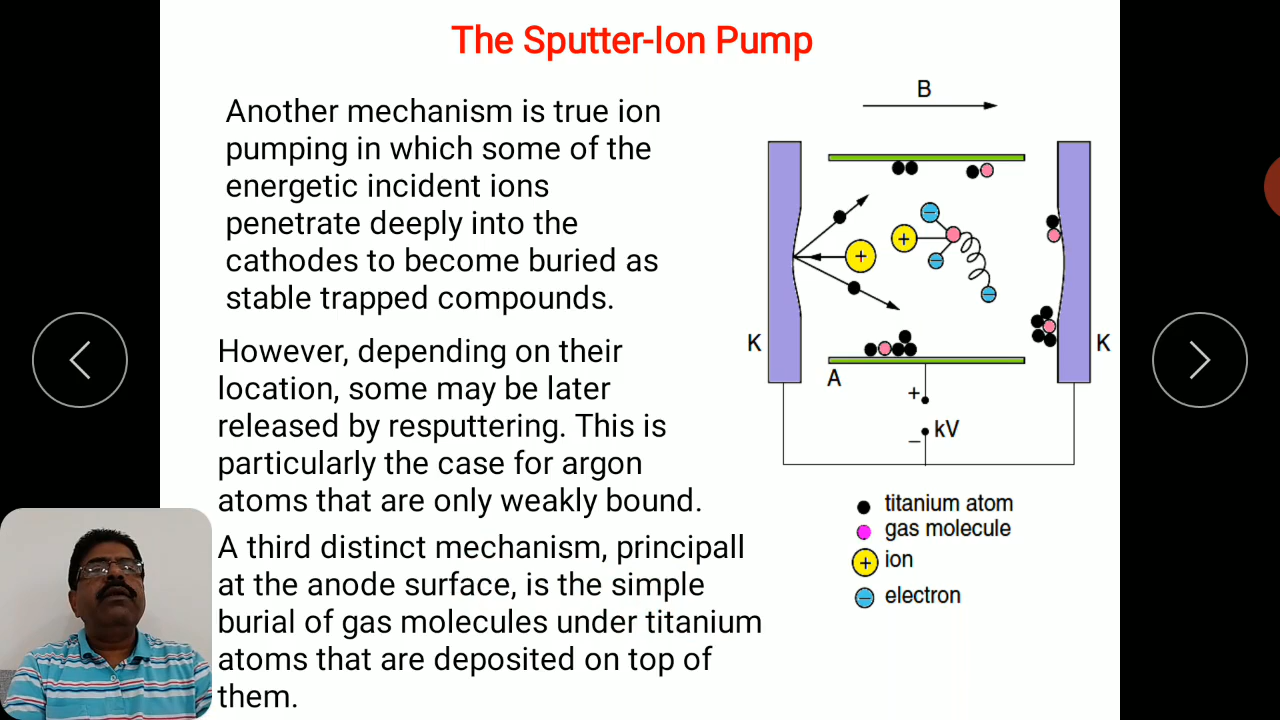 The Sputter-Ion Pump
Another mechanism is true ion
pumping in which some of the
energetic incident ions
penetrate deeply into the
cathodes to become buried as
stable trapped compounds.
However, depending on their
location, some may be later
released by resputtering. This is
particularly the case for argon
atoms that are only weakly bound.
A third distinct mechanism, principall
at the anode surface, is the simple
burial of gas molecules under titanium
atoms that are deposited on top of
them.
B
K
K
A
+
− kV
titanium atom
gas molecule
+ ion
− electron